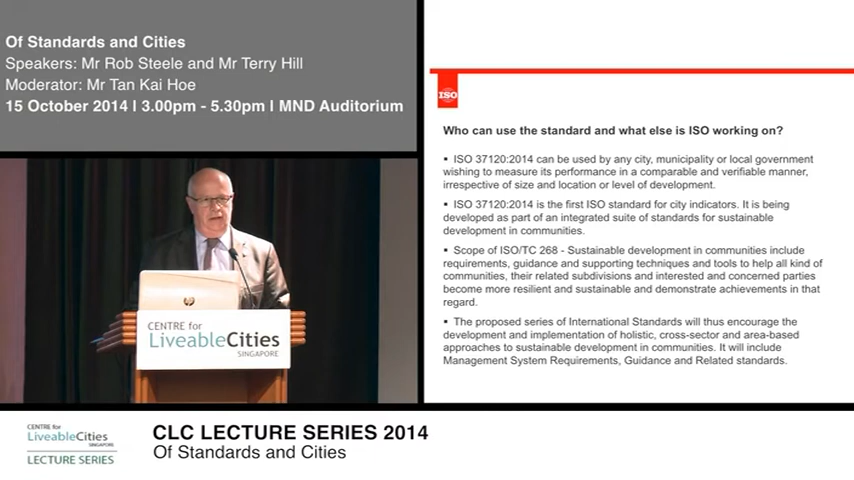 Of Standards and Cities
Speakers: Mr Rob Steele and Mr Terry Hill
Moderator: Mr Tan Kai Hoe
15 October 2014 | 3.00pm - 5.30pm | MND Auditorium
ISO
Who can use the standard and what else is ISO working on?
▪ ISO 37120:2014 can be used by any city, municipality or local government
wishing to measure its performance in a comparable and verifiable manner,
irrespective of size and location or level of development.
▪ ISO 37120:2014 is the first ISO standard for city indicators. It is being
developed as part of an integrated suite of standards for sustainable
development in communities.
▪ Scope of ISO/TC 268 - Sustainable development in communities include
requirements, guidance and supporting techniques and tools to help all kind of
communities, their related subdivisions and interested and concerned parties
become more resilient and sustainable and demonstrate achievements in that
regard.
▪ The proposed series of International Standards will thus encourage the
development and implementation of holistic, cross-sector and area-based
approaches to sustainable development in communities. It will include
Management System Requirements, Guidance and Related standards.
hp
CENTRE for
LiveableCities
SINGAPORE
CENTRE for
LiveableCities
SINGAPORE
LECTURE SERIES
CLC LECTURE SERIES 2014
Of Standards and Cities